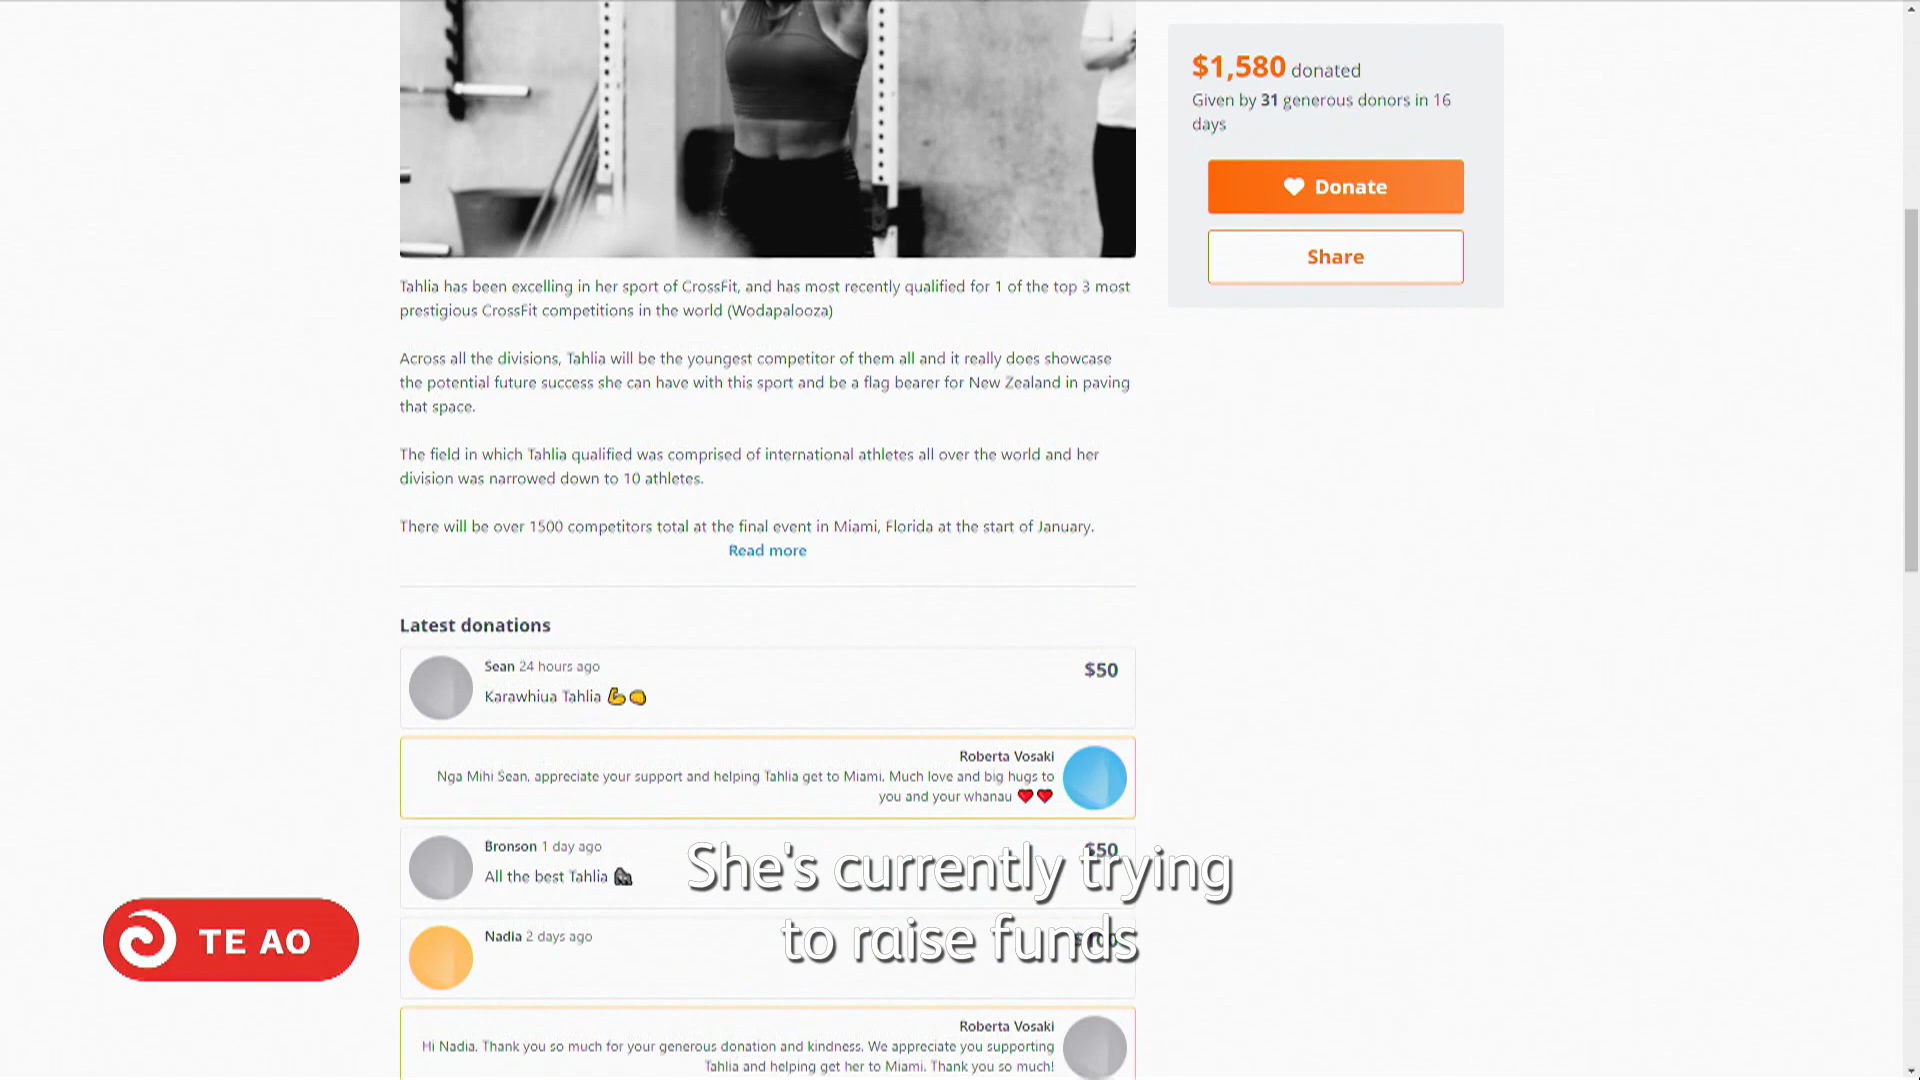 $1,580 donated
Given by 31 generous donors in 16
days
Donate
Share
Tahlia has been excelling in her sport of CrossFit, and has most recently qualified for 1 of the top 3 most
prestigious CrossFit competitions in the world (Wodapalooza)
Across all the divisions, Tahlia will be the youngest competitor of them all and it really does showcase
the potential future success she can have with this sport and be a flag bearer for New Zealand in paving
that space.
The field in which Tahlia qualified was comprised of international athletes all over the world and her
division was narrowed down to 10 athletes.
There will be over 1500 competitors total at the final event in Miami, Florida at the start of January.
Read more
Latest donations
Sean 24 hours ago
$50
Karawhiua Tahlia 💪👊
Roberta Vosaki
Nga Mihi Sean, appreciate your support and helping Tahlia get to Miami. Much love and big hugs to
you and your whanau ❤️❤️
Bronson 1 day ago
$50
All the best Tahlia 🦍
Nadia 2 days ago
$100
She's currently trying
to raise funds
TE AO
Roberta Vosaki
Hi Nadia, Thank you so much for your generous donation and kindness. We appreciate you supporting
Tahlia and helping get her to Miami. Thank you so much!